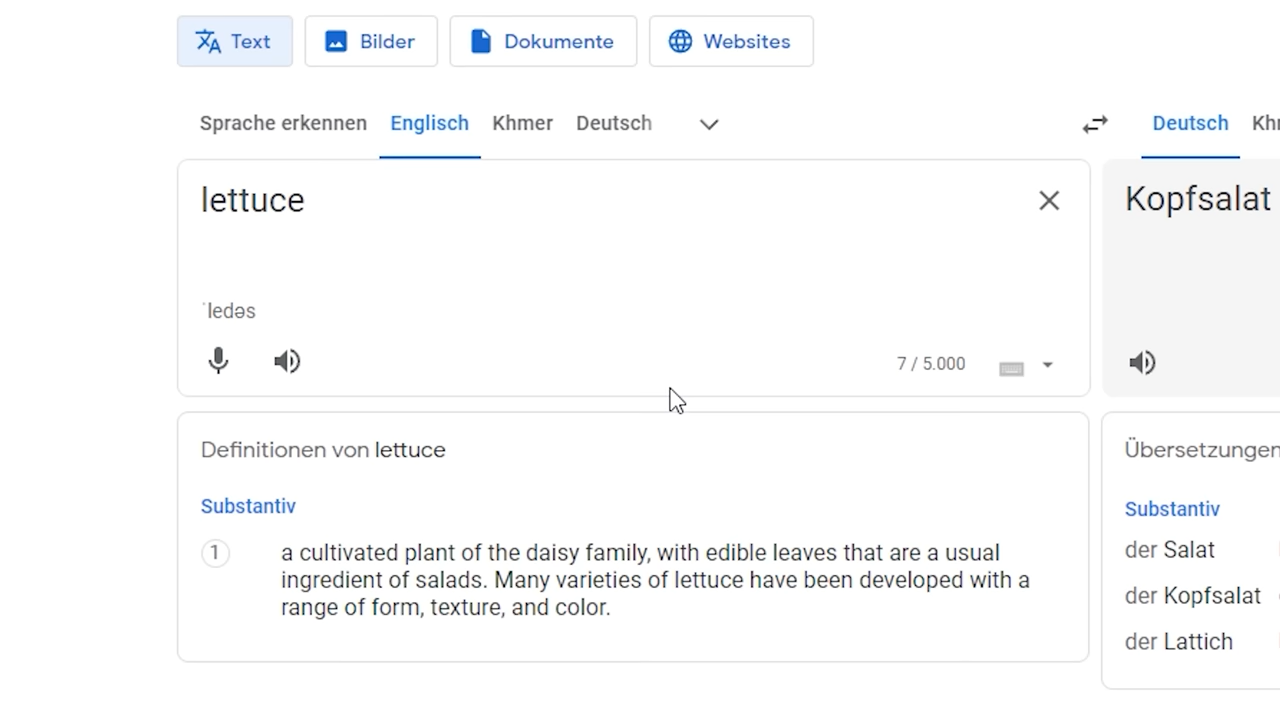 Text Bilder Dokumente Websites
Sprache erkennen Englisch Khmer Deutsch Deutsch
lettuce
Kopfsalat
ˈledəs
7 / 5.000
Definitionen von lettuce
Substantiv
1 a cultivated plant of the daisy family, with edible leaves that are a usual
ingredient of salads. Many varieties of lettuce have been developed with a
range of form, texture, and color.
Übersetzungen
Substantiv
der Salat
der Kopfsalat
der Lattich